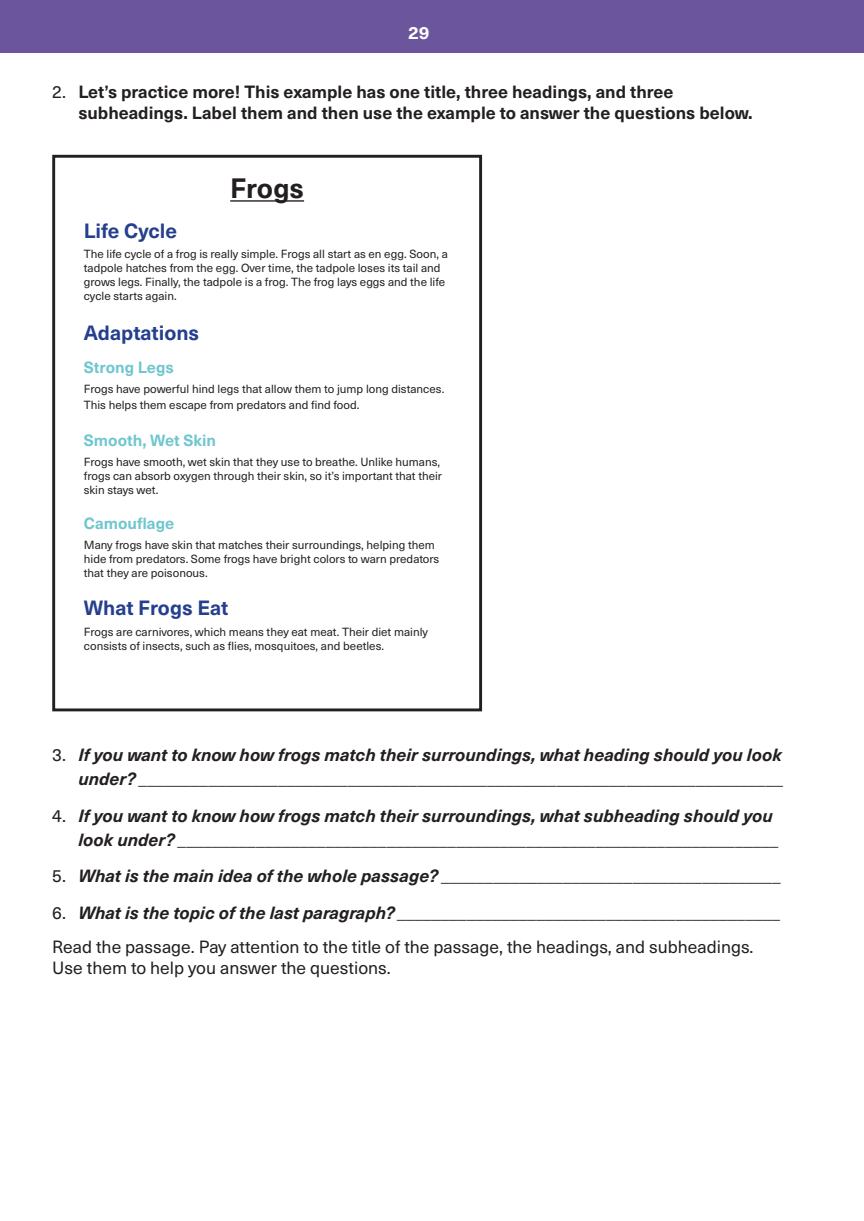 29
2. Let's practice more! This example has one title, three headings, and three
subheadings. Label them and then use the example to answer the questions below.
Frogs
Life Cycle
The life cycle of a frog is really simple. Frogs all start as en egg. Soon, a
tadpole hatches from the egg. Over time, the tadpole loses its tail and
grows legs. Finally, the tadpole is a frog. The frog lays eggs and the life
cycle starts again.
Adaptations
Strong Legs
Frogs have powerful hind legs that allow them to jump long distances.
This helps them escape from predators and find food.
Smooth, Wet Skin
Frogs have smooth, wet skin that they use to breathe. Unlike humans,
frogs can absorb oxygen through their skin, so it's important that their
skin stays wet.
Camouflage
Many frogs have skin that matches their surroundings, helping them
hide from predators. Some frogs have bright colors to warn predators
that they are poisonous.
What Frogs Eat
Frogs are carnivores, which means they eat meat. Their diet mainly
consists of insects, such as flies, mosquitoes, and beetles.
3. If you want to know how frogs match their surroundings, what heading should you look
under?
4. If you want to know how frogs match their surroundings, what subheading should you
look under?
5. What is the main idea of the whole passage?
6. What is the topic of the last paragraph?
Read the passage. Pay attention to the title of the passage, the headings, and subheadings.
Use them to help you answer the questions.